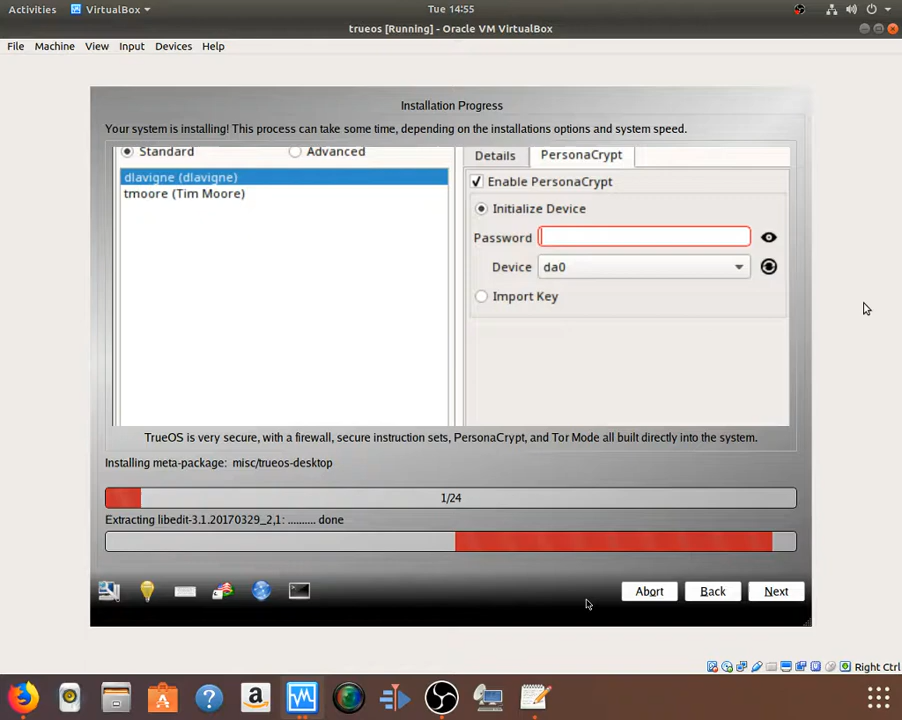 Activities
VirtualBox
Tue 14:55
trueos [Running] - Oracle VM VirtualBox
File Machine View Input Devices Help
Installation Progress
Your system is installing! This process can take some time, depending on the installations options and system speed.
Standard
Advanced
dlavigne (dlavigne)
tmoore (Tim Moore)
Details
PersonaCrypt
Enable PersonaCrypt
Initialize Device
Password
Device
da0
Import Key
TrueOS is very secure, with a firewall, secure instruction sets, PersonaCrypt, and Tor Mode all built directly into the system.
Installing meta-package: misc/trueos-desktop
1/24
Extracting libedit-3.1.20170329_2,1: .......... done
Abort
Back
Next
Right Ctrl